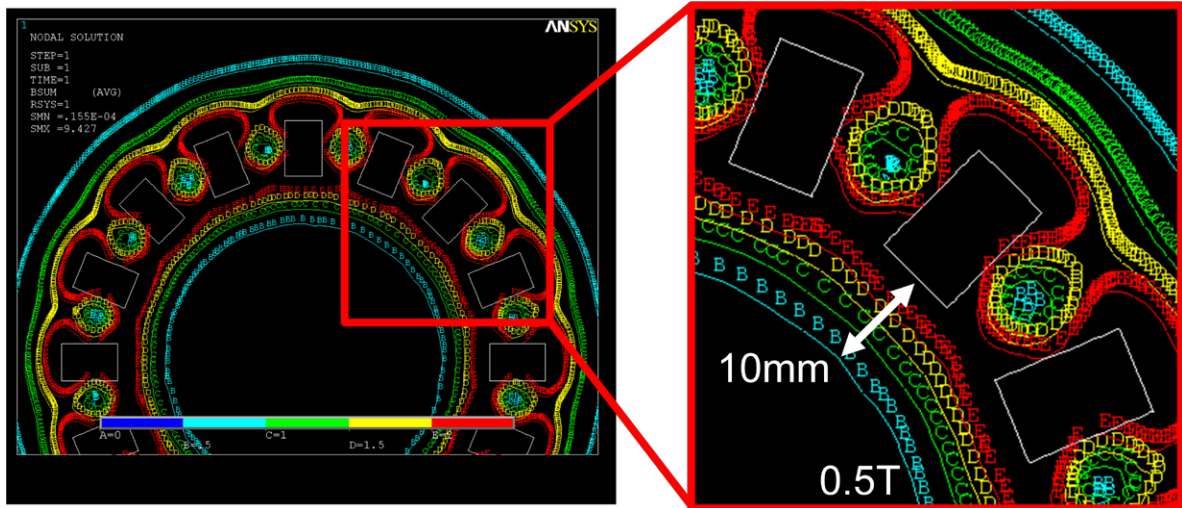 1
ANSYS
NODAL SOLUTION
STEP=1
SUB =1
TIME=1
BSUM (AVG)
RSYS=1
SMN =.155E-04
SMX =9.427
A=0
C=1
D=1.5
10mm
0.5T